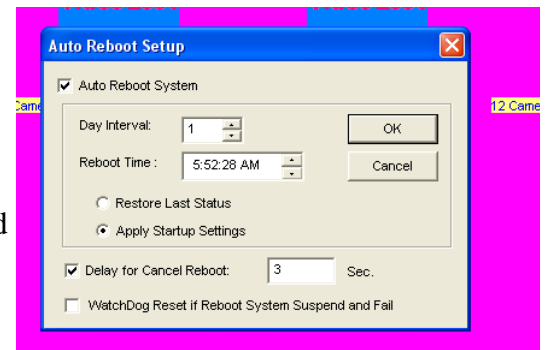 Auto Reboot Setup
Auto Reboot System
Day Interval: 1
OK
Reboot Time : 5:52:28 AM
Cancel
Restore Last Status
Apply Startup Settings
Delay for Cancel Reboot: 3 Sec.
WatchDog Reset if Reboot System Suspend and Fail
12 Came